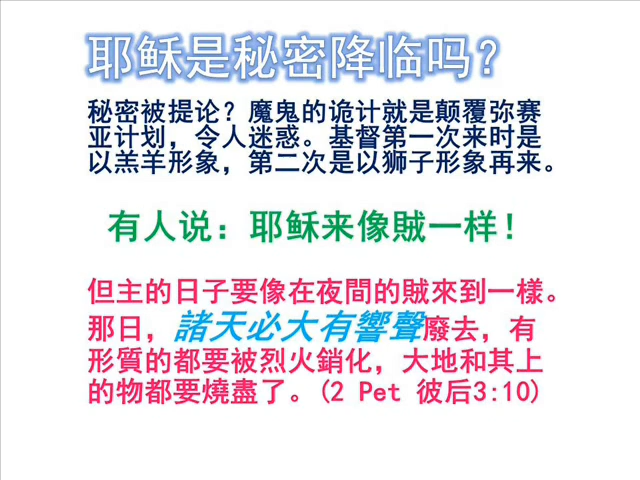 耶稣是秘密降临吗？
秘密被提论？魔鬼的诡计就是颠覆弥赛
亚计划，令人迷惑。基督第一次来时是
以羔羊形象，第二次是以狮子形象再来。
有人说：耶稣来像贼一样！
但主的日子要像在夜間的賊來到一樣。
那日，諸天必大有響聲廢去，有
形質的都要被烈火銷化，大地和其上
的物都要燒盡了。(2 Pet 彼后3:10)